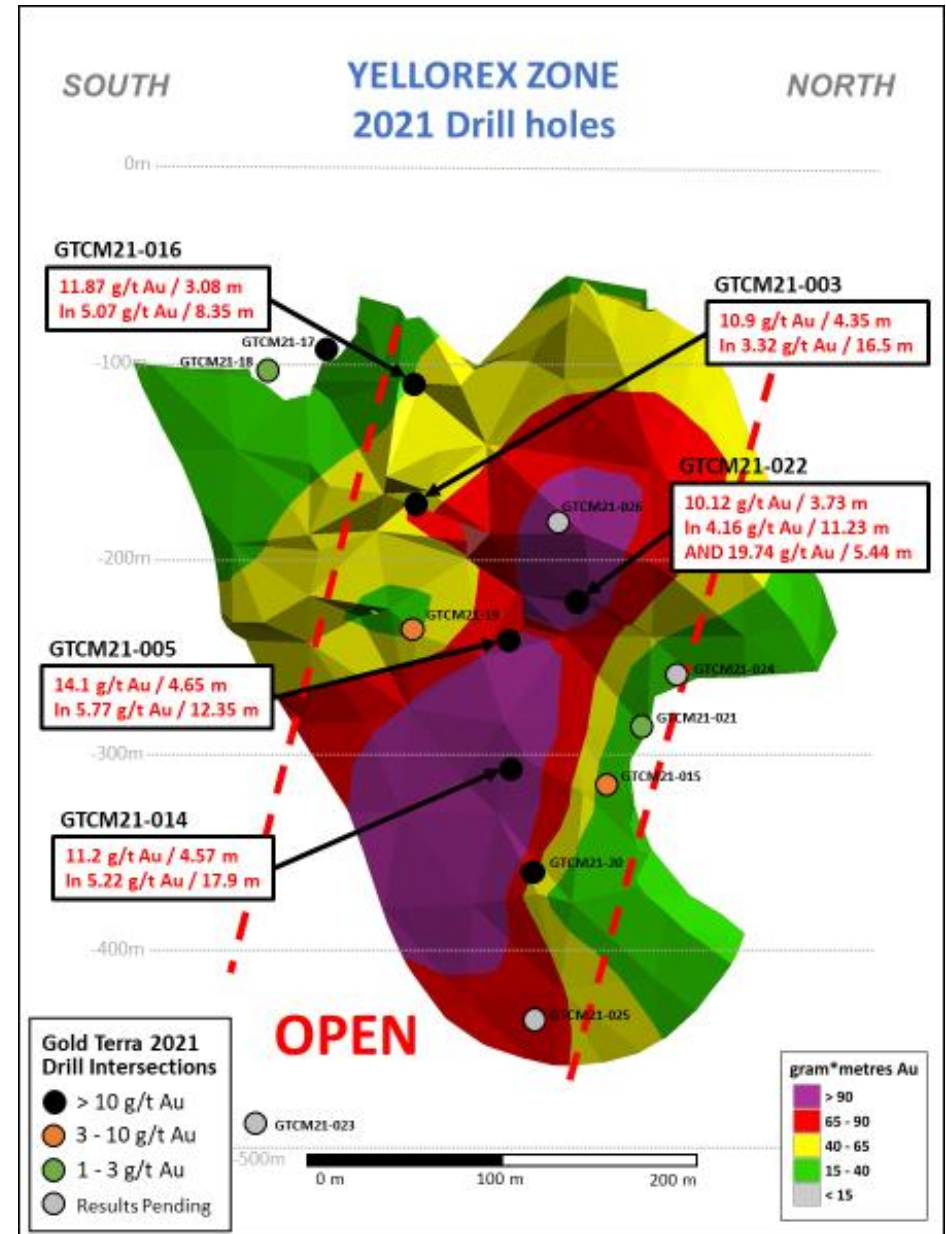 SOUTH
YELLOREX ZONE
2021 Drill holes
NORTH
0m
GTCM21-016
11.87 g/t Au / 3.08 m
In 5.07 g/t Au / 8.35 m
GTCM21-003
10.9 g/t Au / 4.35 m
In 3.32 g/t Au / 16.5 m
GTCM21-17
GTCM21-18
-100m
GTCM21-022
10.12 g/t Au / 3.73 m
In 4.16 g/t Au / 11.23 m
AND 19.74 g/t Au / 5.44 m
GTCM21-026
-200m
GTCM21-19
GTCM21-005
14.1 g/t Au / 4.65 m
In 5.77 g/t Au / 12.35 m
GTCM21-024
GTCM21-021
-300m
GTCM21-015
GTCM21-014
11.2 g/t Au / 4.57 m
In 5.22 g/t Au / 17.9 m
GTCM21-20
-400m
OPEN
GTCM21-025
Gold Terra 2021
Drill Intersections
> 10 g/t Au
3 - 10 g/t Au
1 - 3 g/t Au
Results Pending
GTCM21-023
-500m
0 m
100 m
200 m
gram*metres Au
> 90
65 - 90
40 - 65
15 - 40
< 15